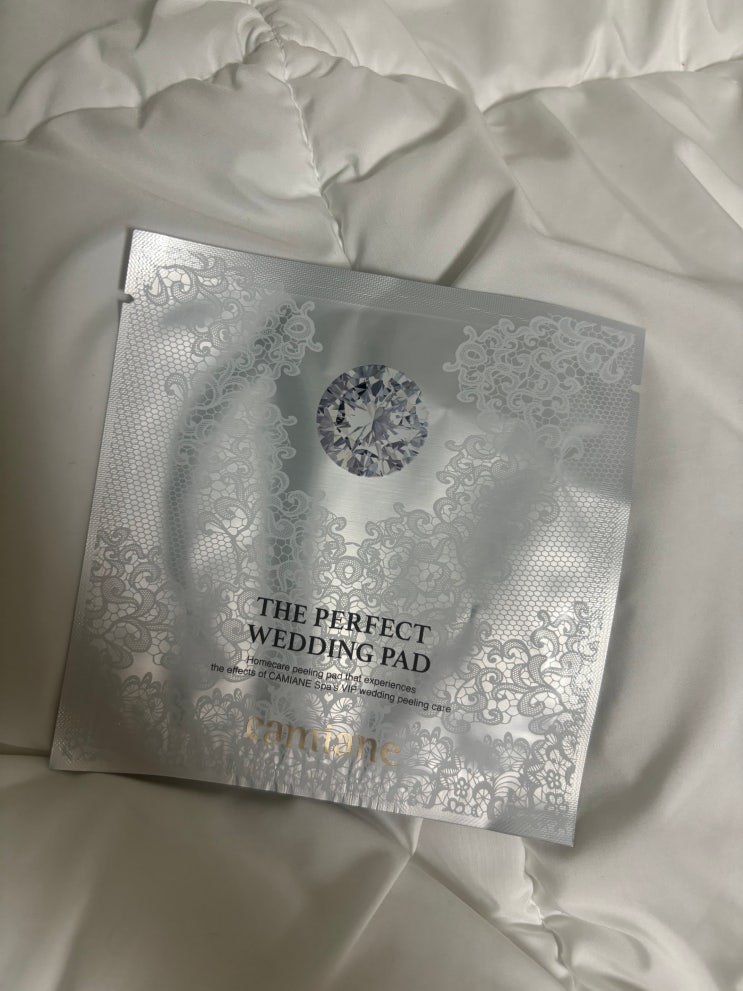 THE PERFECT
WEDDING PAD
Homecare peeling pad that experiences
the effects of CAMIANE Spa's VIP wedding peeling care
camiane